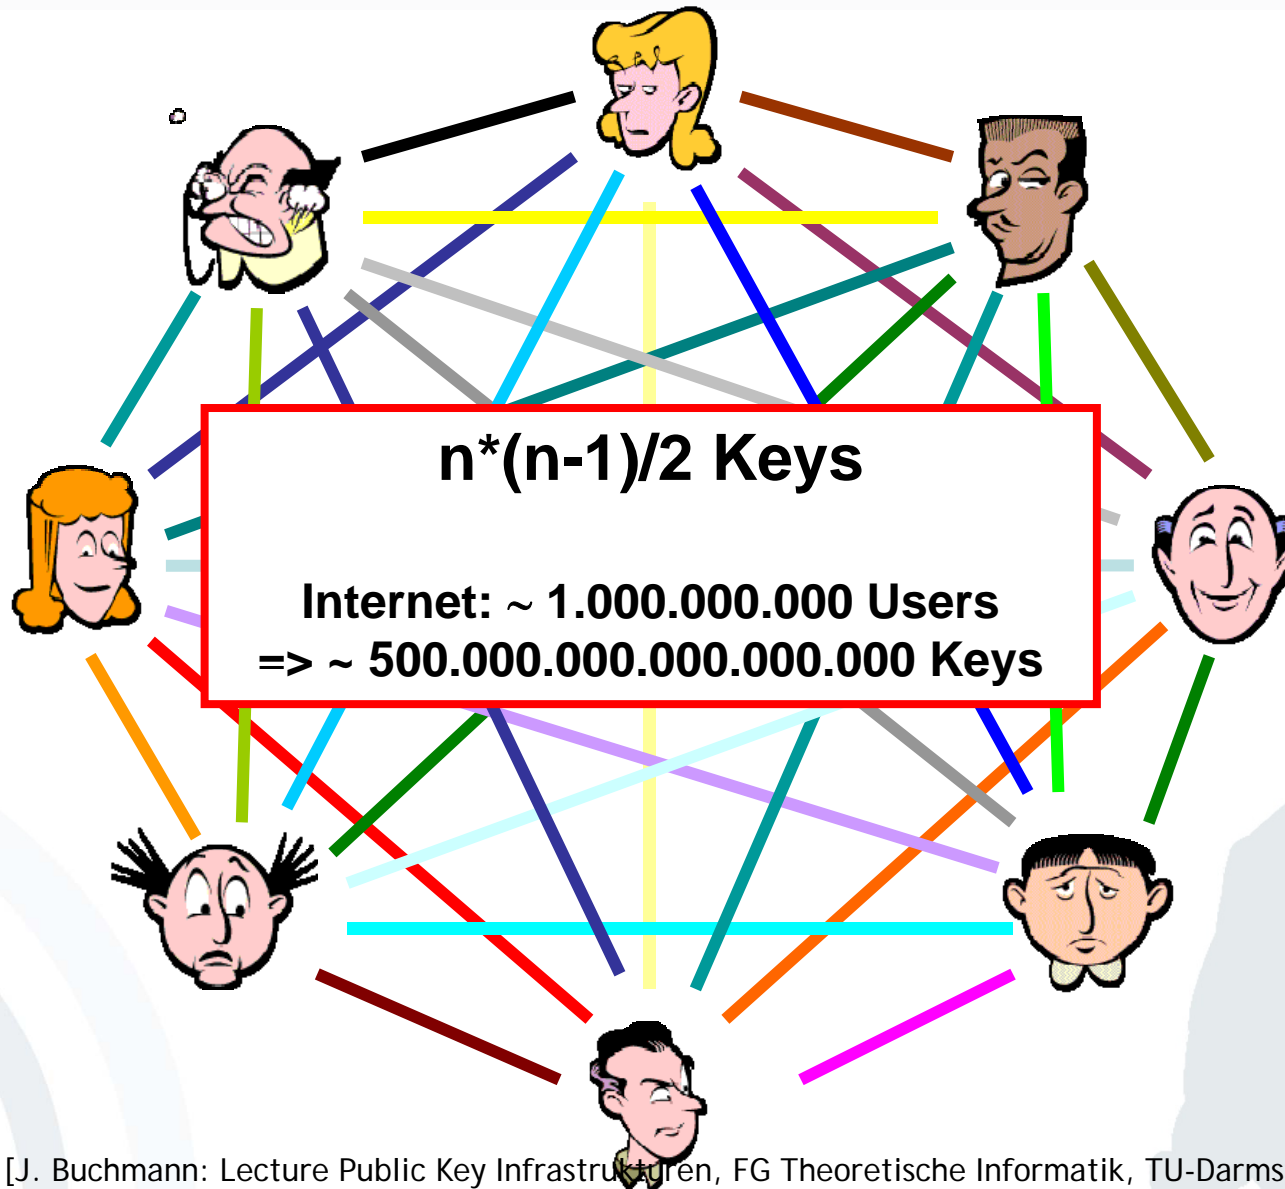 n*(n-1)/2 Keys
Internet: ~ 1.000.000.000 Users
=> ~ 500.000.000.000.000.000 Keys
[J. Buchmann: Lecture Public Key Infrastrukturen, FG Theoretische Informatik, TU-Darms